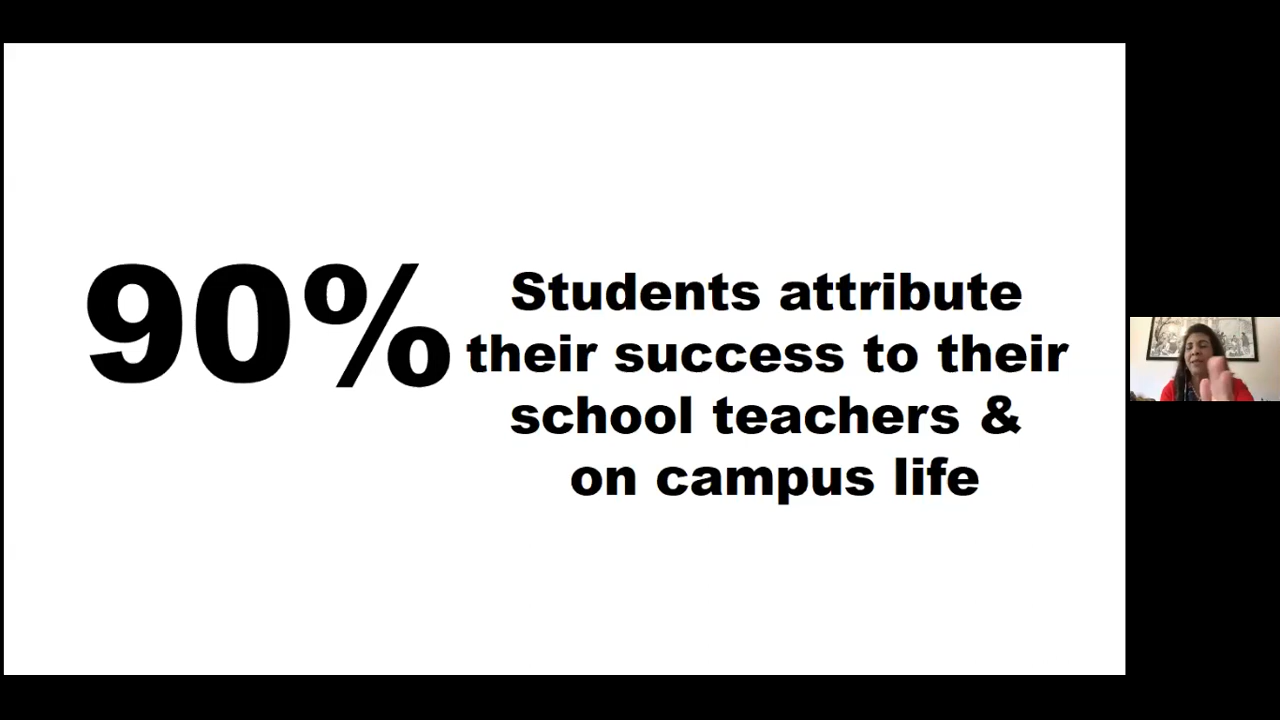 90%
Students attribute
their success to their
school teachers &
on campus life